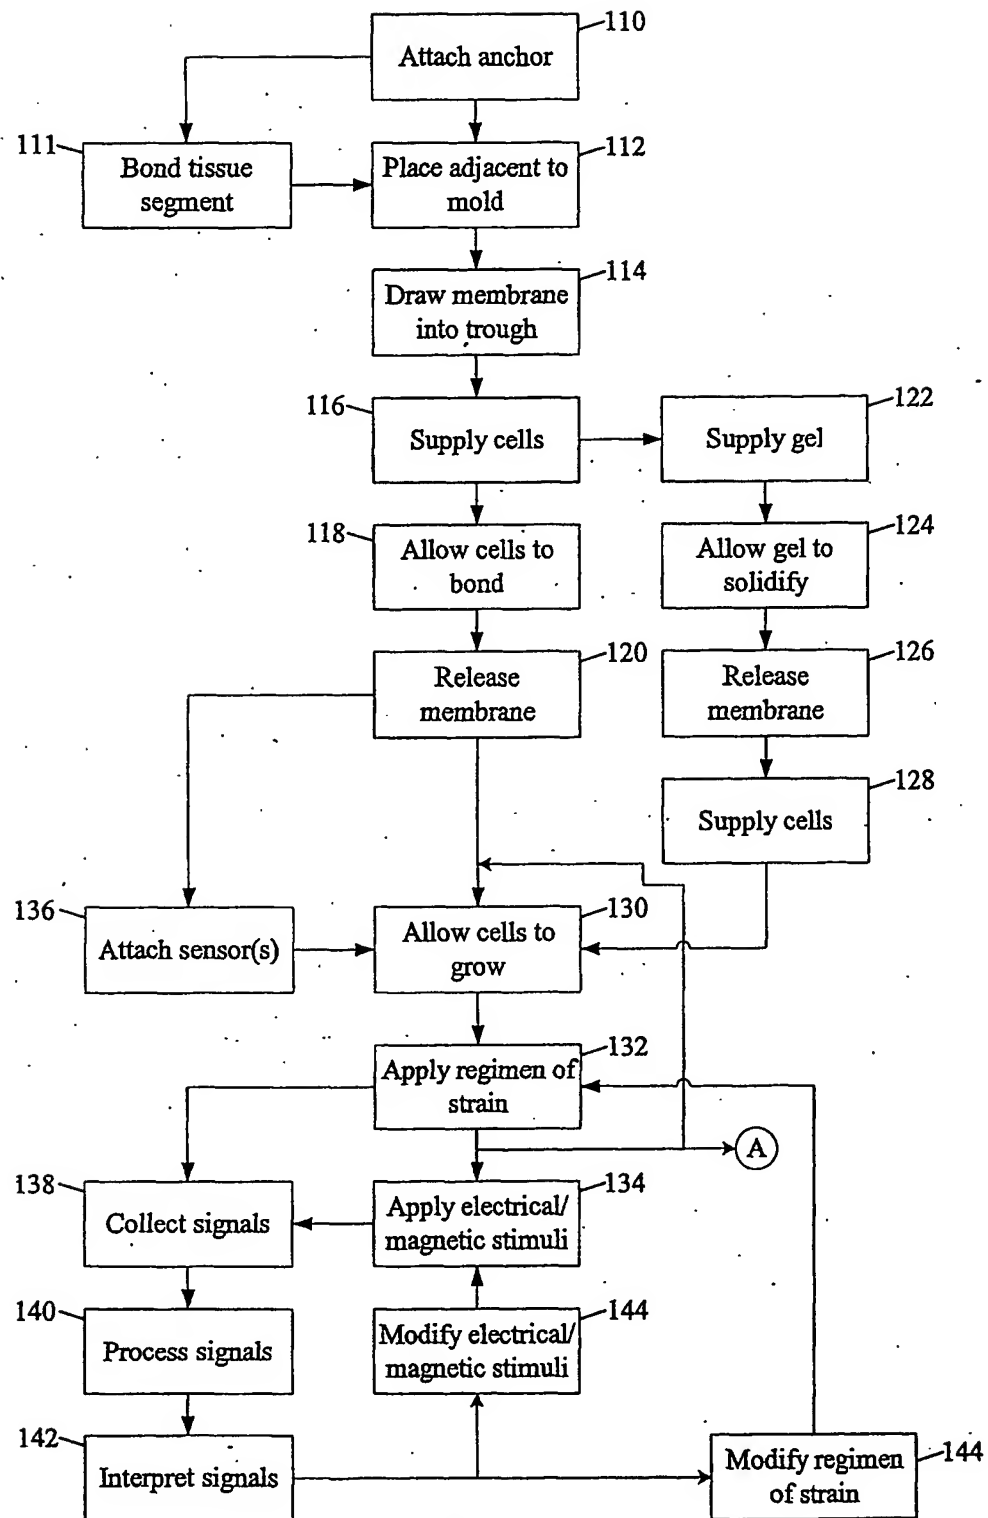 110
Attach anchor
111
Bond tissue
segment
112
Place adjacent to
mold
114
Draw membrane
into trough
116
Supply cells
122
Supply gel
118
Allow cells to
bond
124
Allow gel to
solidify
120
Release
membrane
126
Release
membrane
128
Supply cells
136
Attach sensor(s)
130
Allow cells to
grow
132
Apply regimen of
strain
A
138
Collect signals
134
Apply electrical/
magnetic stimuli
140
Process signals
144
Modify electrical/
magnetic stimuli
142
Interpret signals
144
Modify regimen
of strain